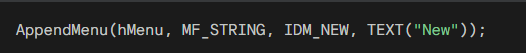 AppendMenu(hMenu, MF_STRING, IDM_NEW, TEXT("New"));